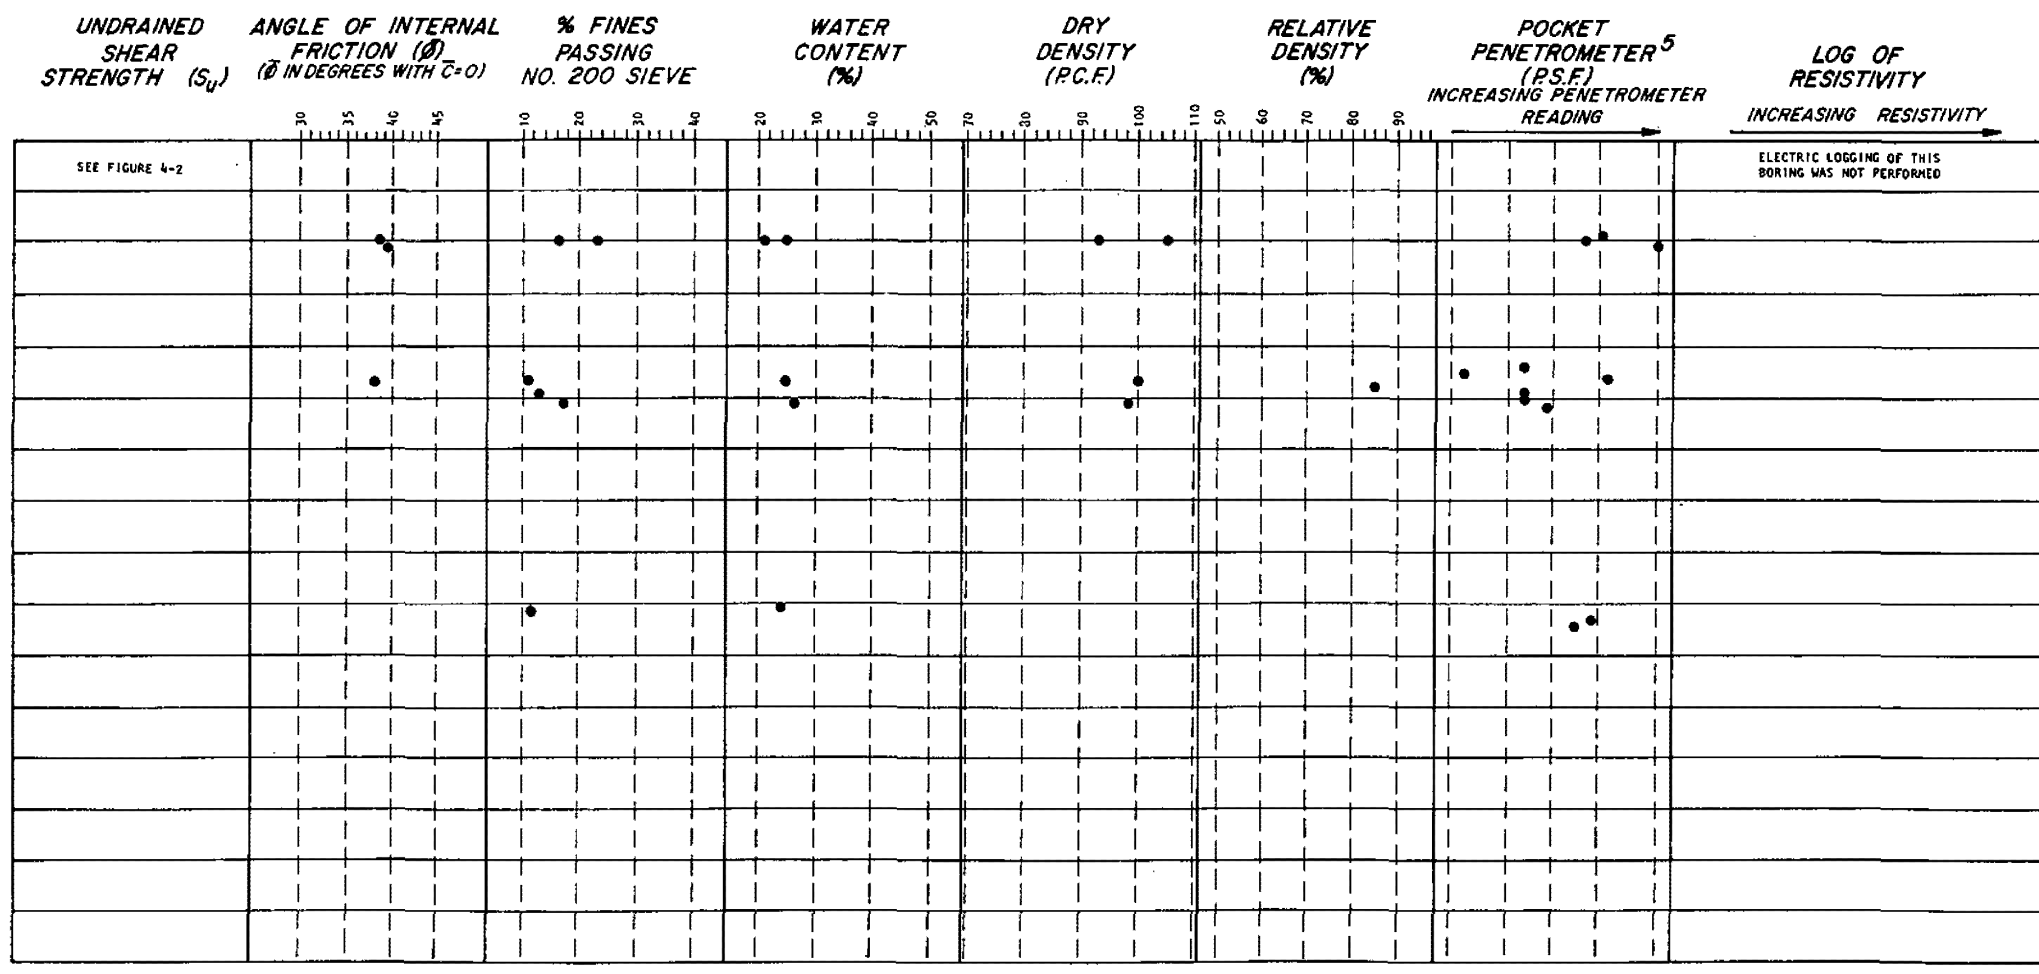 UNDRAINED
SHEAR
STRENGTH (Su)
ANGLE OF INTERNAL
FRICTION (Φ̄)
(Φ̄ IN DEGREES WITH C̄=0)
% FINES
PASSING
NO. 200 SIEVE
WATER
CONTENT
(%)
DRY
DENSITY
(P.C.F.)
RELATIVE
DENSITY
(%)
POCKET
PENETROMETER 5
(P.S.F.)
INCREASING PENETROMETER
READING
LOG OF
RESISTIVITY
INCREASING RESISTIVITY
30 35 40 45
10 20 30 40
20 30 40 50
70 80 90 100 110
50 60 70 80 90
SEE FIGURE 4-2
ELECTRIC LOGGING OF THIS
BORING WAS NOT PERFORMED